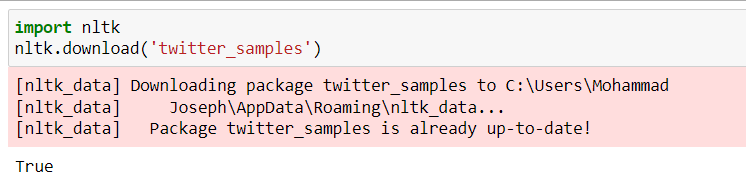 import nltk
nltk.download('twitter_samples')
[nltk_data] Downloading package twitter_samples to C:\Users\Mohammad
[nltk_data]     Joseph\AppData\Roaming\nltk_data...
[nltk_data]   Package twitter_samples is already up-to-date!
True